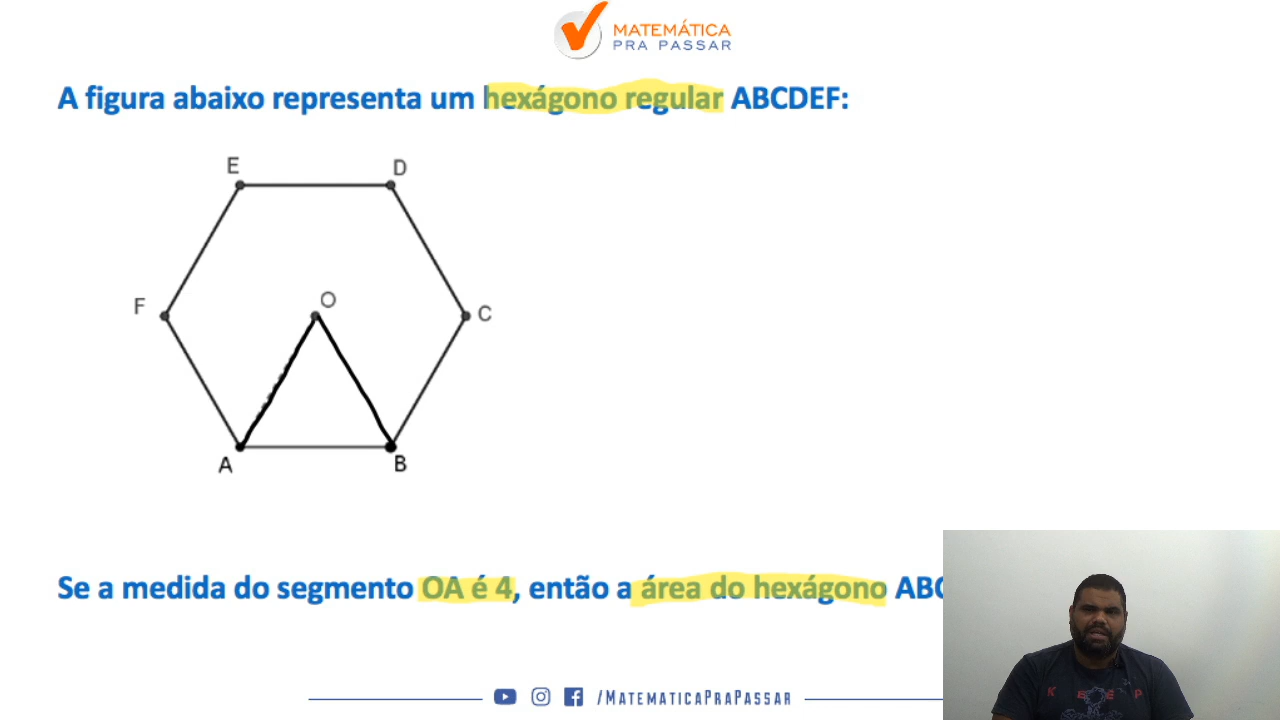 MATEMÁTICA
PRA PASSAR
A figura abaixo representa um hexágono regular ABCDEF:
E D
F O C
A B
Se a medida do segmento OA é 4, então a área do hexágono
/MATEMATICAPRAPASSAR
K E E P